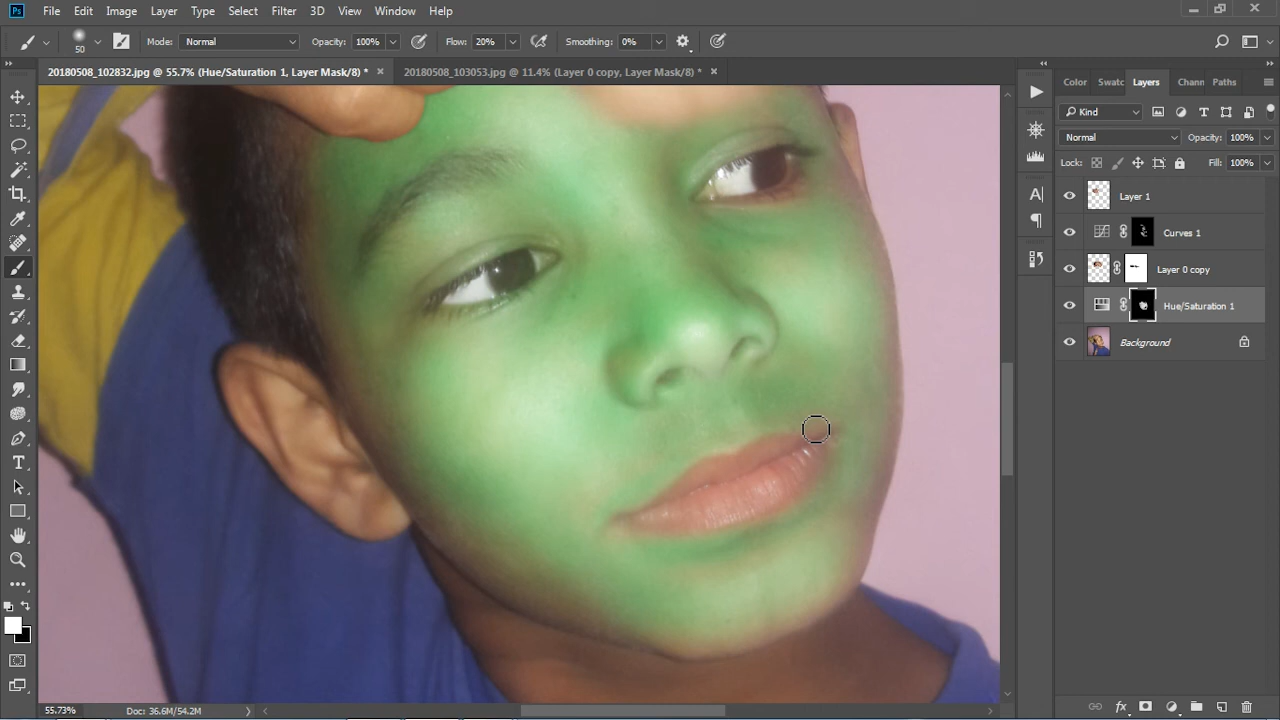 Ps File Edit Image Layer Type Select Filter 3D View Window Help
50 Mode: Normal Opacity: 100% Flow: 20% Smoothing: 0%
20180508_102832.jpg @ 55.7% (Hue/Saturation 1, Layer Mask/8) * × 20180508_103053.jpg @ 11.4% (Layer 0 copy, Layer Mask/8) * ×
Color Swatc Layers Chann Paths
Kind
Normal Opacity: 100%
Lock: Fill: 100%
Layer 1
Curves 1
Layer 0 copy
Hue/Saturation 1
Background
55.73% Doc: 36.6M/54.2M